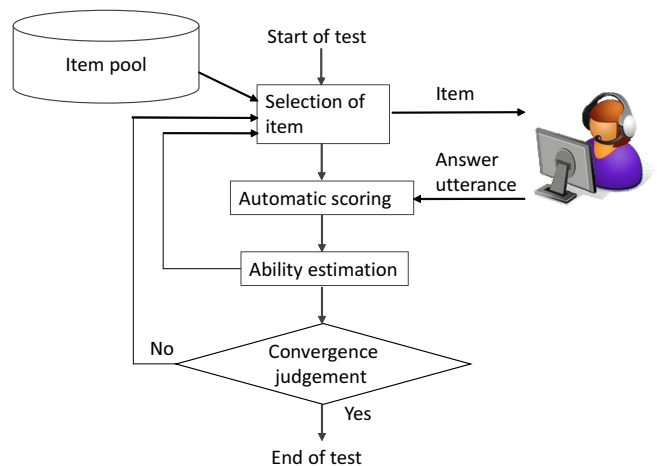 Start of test
Item pool
Selection of
item
Item
Answer
utterance
Automatic scoring
Ability estimation
No
Convergence
judgement
Yes
End of test